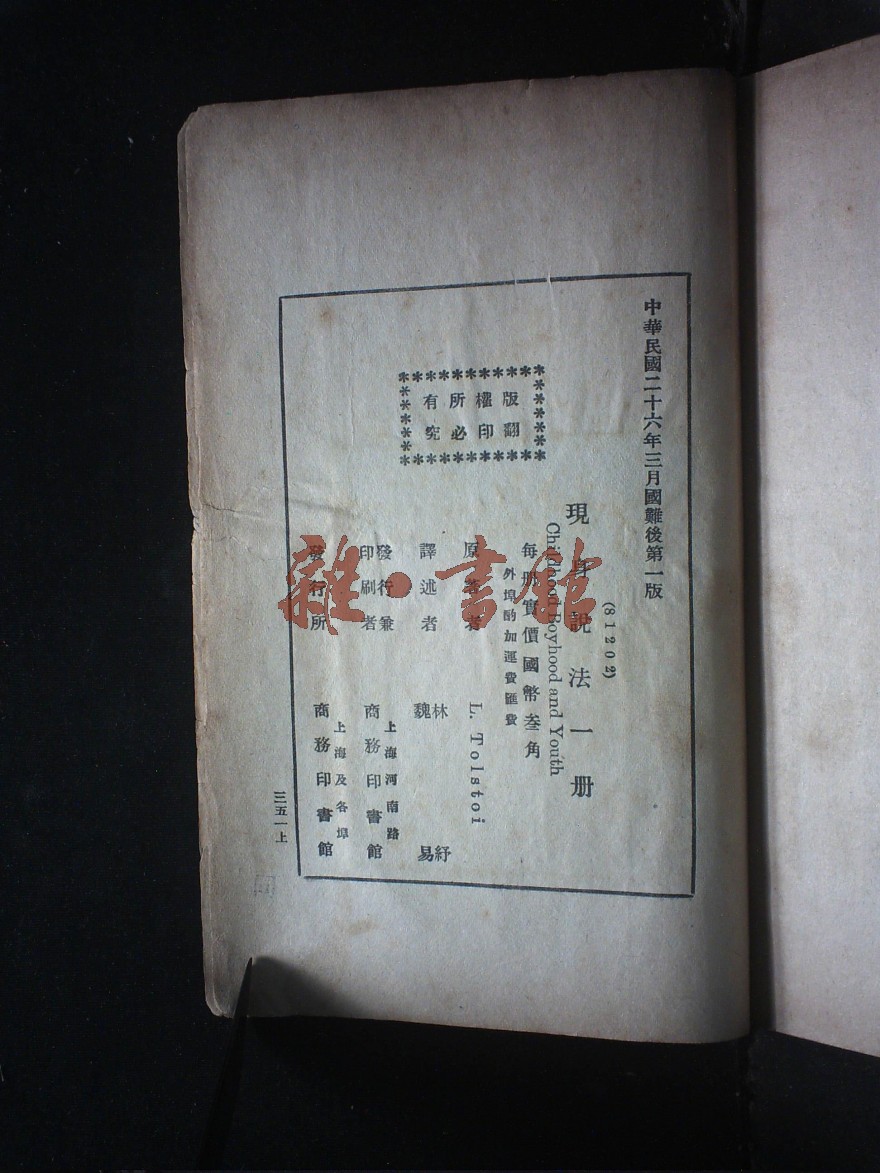 中華民國二十六年三月國難後第一版
版權所有
翻印必究
(81202)
現身說法一册
Childhood Boyhood and Youth
每册實價國幣叁角
外埠酌加運費匯費
原著者 L. Tolstoi
譯述者 林紓
魏易
發行兼
印刷者 上海河南路
商務印書館
發行所 上海及各埠
商務印書館
三五一上
雜·書館